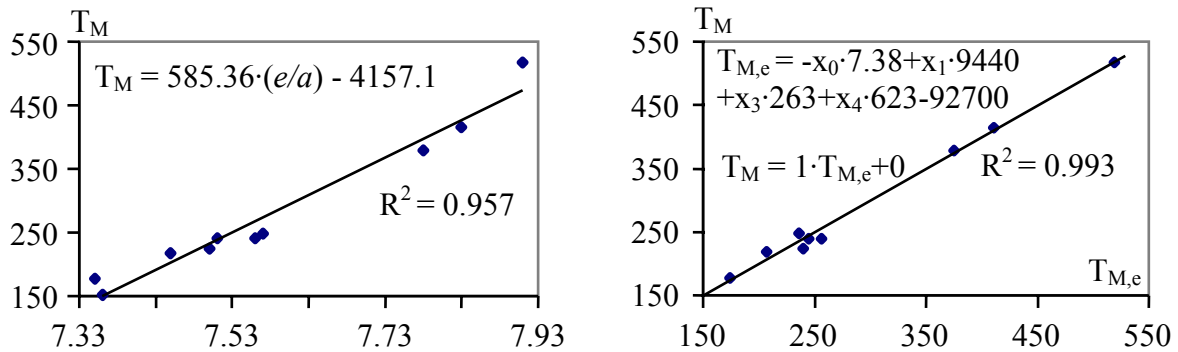 T_M
550
450
350
250
150
7.33
7.53
7.73
7.93
T_M = 585.36·(e/a) - 4157.1
R² = 0.957
T_M
550
450
350
250
150
150
250
350
450
550
T_M,e = -x₀·7.38+x₁·9440
+x₃·263+x₄·623-92700
T_M = 1·T_M,e+0
R² = 0.993
T_M,e